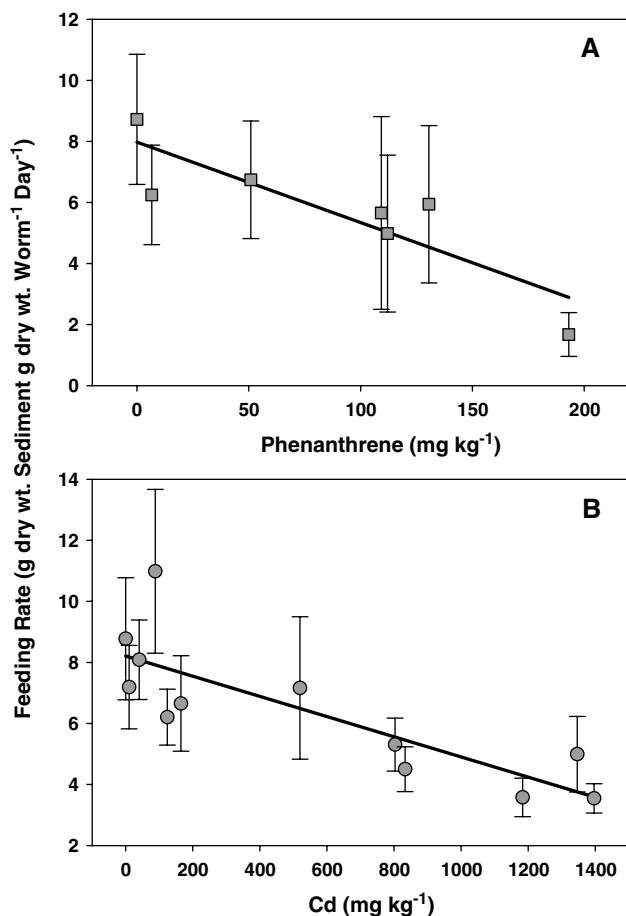 Feeding Rate (g dry wt. Sediment g dry wt. Worm⁻¹ Day⁻¹)
A
12
10
8
6
4
2
0
0 50 100 150 200
Phenanthrene (mg kg⁻¹)
B
14
12
10
8
6
4
2
0 200 400 600 800 1000 1200 1400
Cd (mg kg⁻¹)